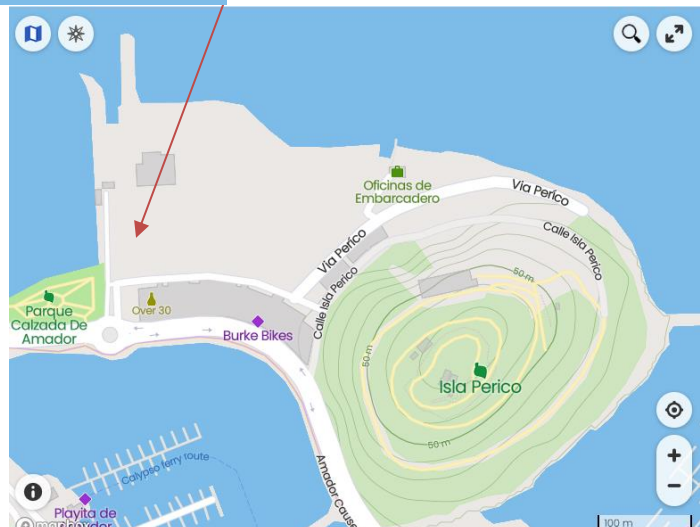 Oficinas de
Embarcadero
Via Perico
Calle Isla Perico
Via Perico
50 m
Calle Isla Perico
Parque
Calzada De
Amador
Over 30
Burke Bikes
50 m
Isla Perico
50 m
Calypso ferry route
Playita de
Amador Caus
100 m